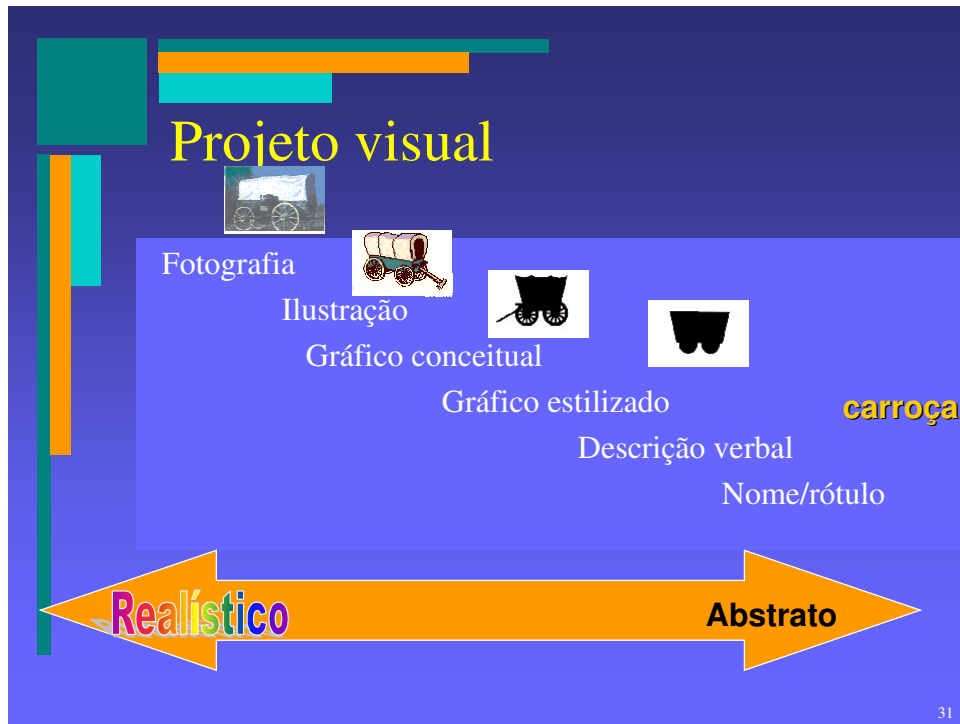 Projeto visual
Fotografia
Ilustração
Gráfico conceitual
Gráfico estilizado
carroça
Descrição verbal
Nome/rótulo
Realístico
Abstrato
31